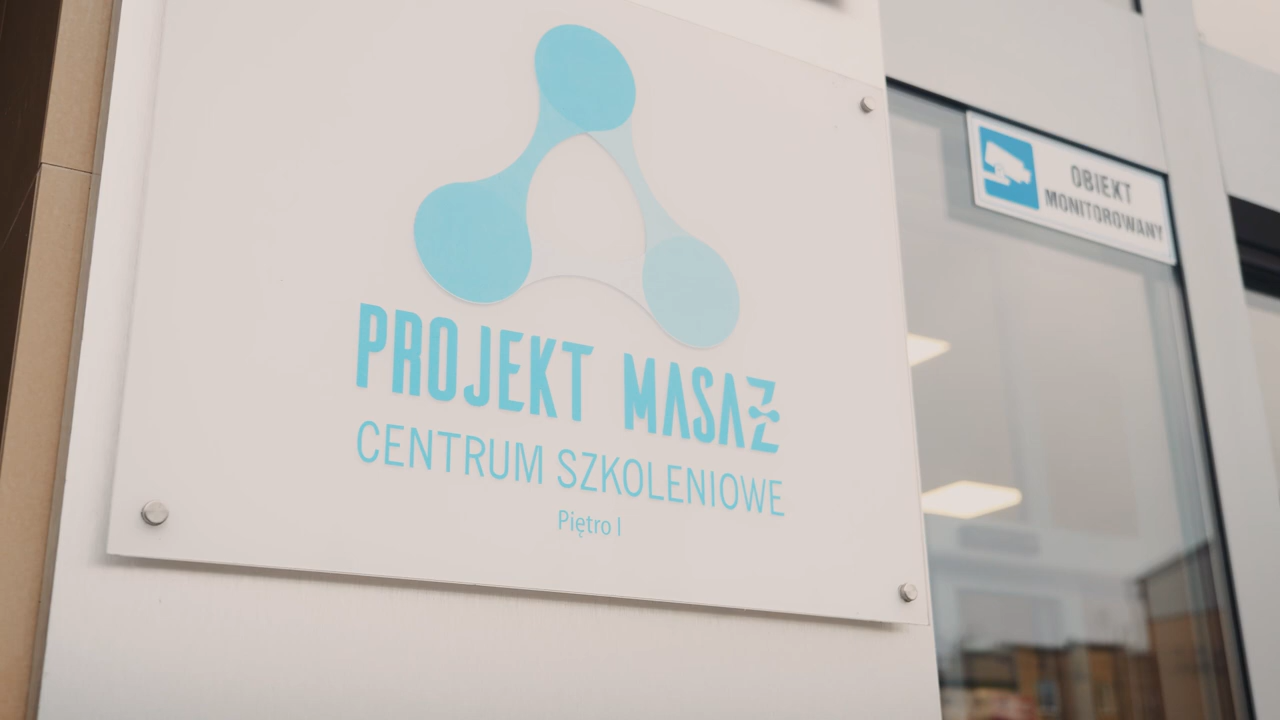 PROJEKT MASAŻ
CENTRUM SZKOLENIOWE
Piętro I
OBIEKT
MONITOROWANY